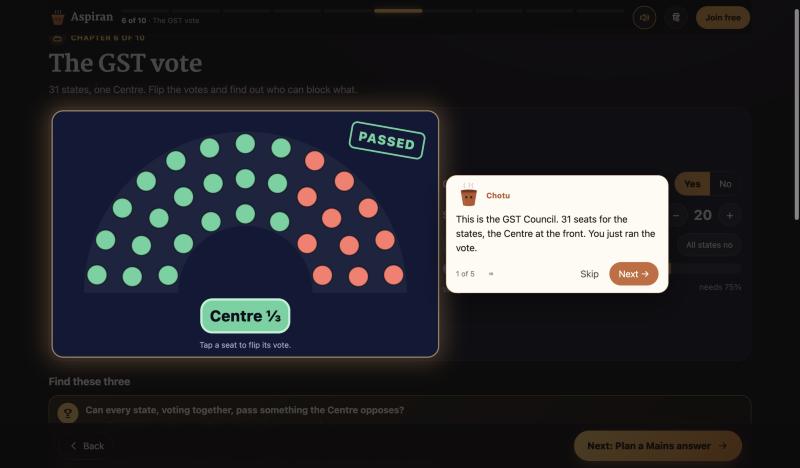 Aspiran
6 of 10 · The GST vote
Join free
CHAPTER 6 OF 10
The GST vote
31 states, one Centre. Flip the votes and find out who can block what.
PASSED
Centre ⅓
Tap a seat to flip its vote.
Chotu
This is the GST Council. 31 seats for the
states, the Centre at the front. You just ran the
vote.
1 of 5
Skip
Next →
Yes
No
− 20 +
All states no
needs 75%
Find these three
Can every state, voting together, pass something the Centre opposes?
Back
Next: Plan a Mains answer →